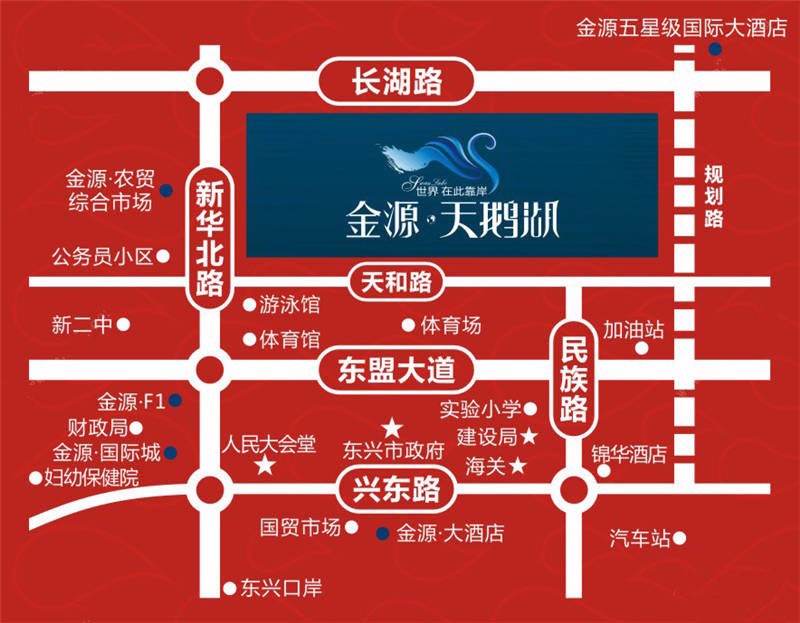 金源五星级国际大酒店
长湖路
规划路
金源·农贸
综合市场
新华北路
Swan Lake
世界 在此靠岸
金源·天鹅湖
公务员小区
天和路
游泳馆
新二中
体育馆
体育场
加油站
民族路
东盟大道
金源·F1
财政局
金源·国际城
妇幼保健院
人民大会堂
东兴市政府
实验小学
建设局
海关
锦华酒店
兴东路
国贸市场
金源·大酒店
汽车站
东兴口岸